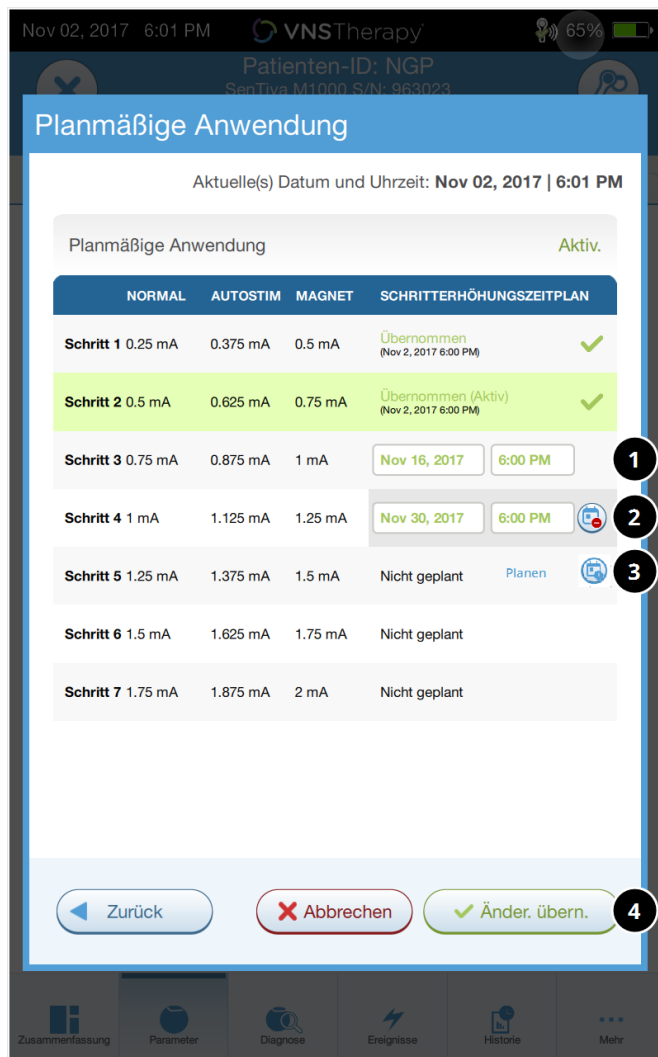 Nov 02, 2017 6:01 PM VNSTherapy 65%
Patienten-ID: NGP
SenTiva M1000 S/N: 963023
Planmäßige Anwendung
Aktuelle(s) Datum und Uhrzeit: Nov 02, 2017 | 6:01 PM
Planmäßige Anwendung Aktiv.
NORMAL AUTOSTIM MAGNET SCHRITTERHÖHUNGSZEITPLAN
Schritt 1 0.25 mA 0.375 mA 0.5 mA Übernommen
(Nov 2, 2017 6:00 PM)
Schritt 2 0.5 mA 0.625 mA 0.75 mA Übernommen (Aktiv)
(Nov 2, 2017 6:00 PM)
Schritt 3 0.75 mA 0.875 mA 1 mA Nov 16, 2017 6:00 PM 1
Schritt 4 1 mA 1.125 mA 1.25 mA Nov 30, 2017 6:00 PM 2
Schritt 5 1.25 mA 1.375 mA 1.5 mA Nicht geplant Planen 3
Schritt 6 1.5 mA 1.625 mA 1.75 mA Nicht geplant
Schritt 7 1.75 mA 1.875 mA 2 mA Nicht geplant
Zurück Abbrechen Änder. übern. 4
Zusammenfassung Parameter Diagnose Ereignisse Historie Mehr